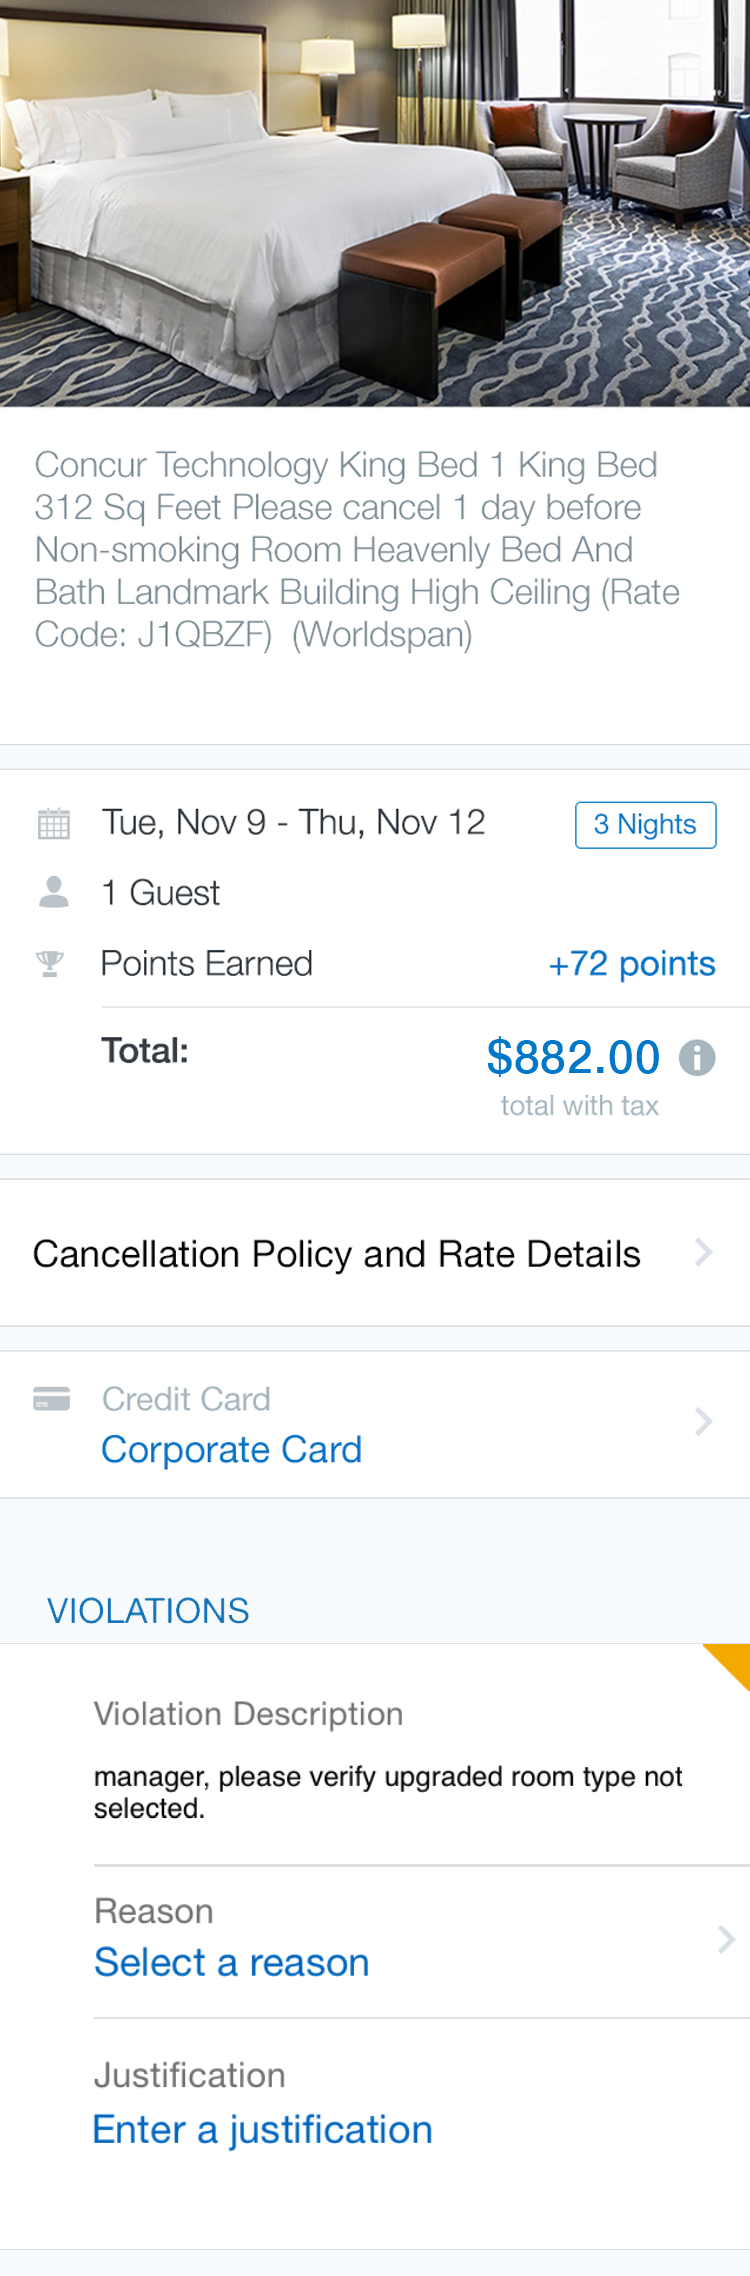 Concur Technology King Bed 1 King Bed
312 Sq Feet Please cancel 1 day before
Non-smoking Room Heavenly Bed And
Bath Landmark Building High Ceiling (Rate
Code: J1QBZF)  (Worldspan)
Tue, Nov 9 - Thu, Nov 12
3 Nights
1 Guest
Points Earned
+72 points
Total:
$882.00
total with tax
Cancellation Policy and Rate Details
Credit Card
Corporate Card
VIOLATIONS
Violation Description
manager, please verify upgraded room type not
selected.
Reason
Select a reason
Justification
Enter a justification